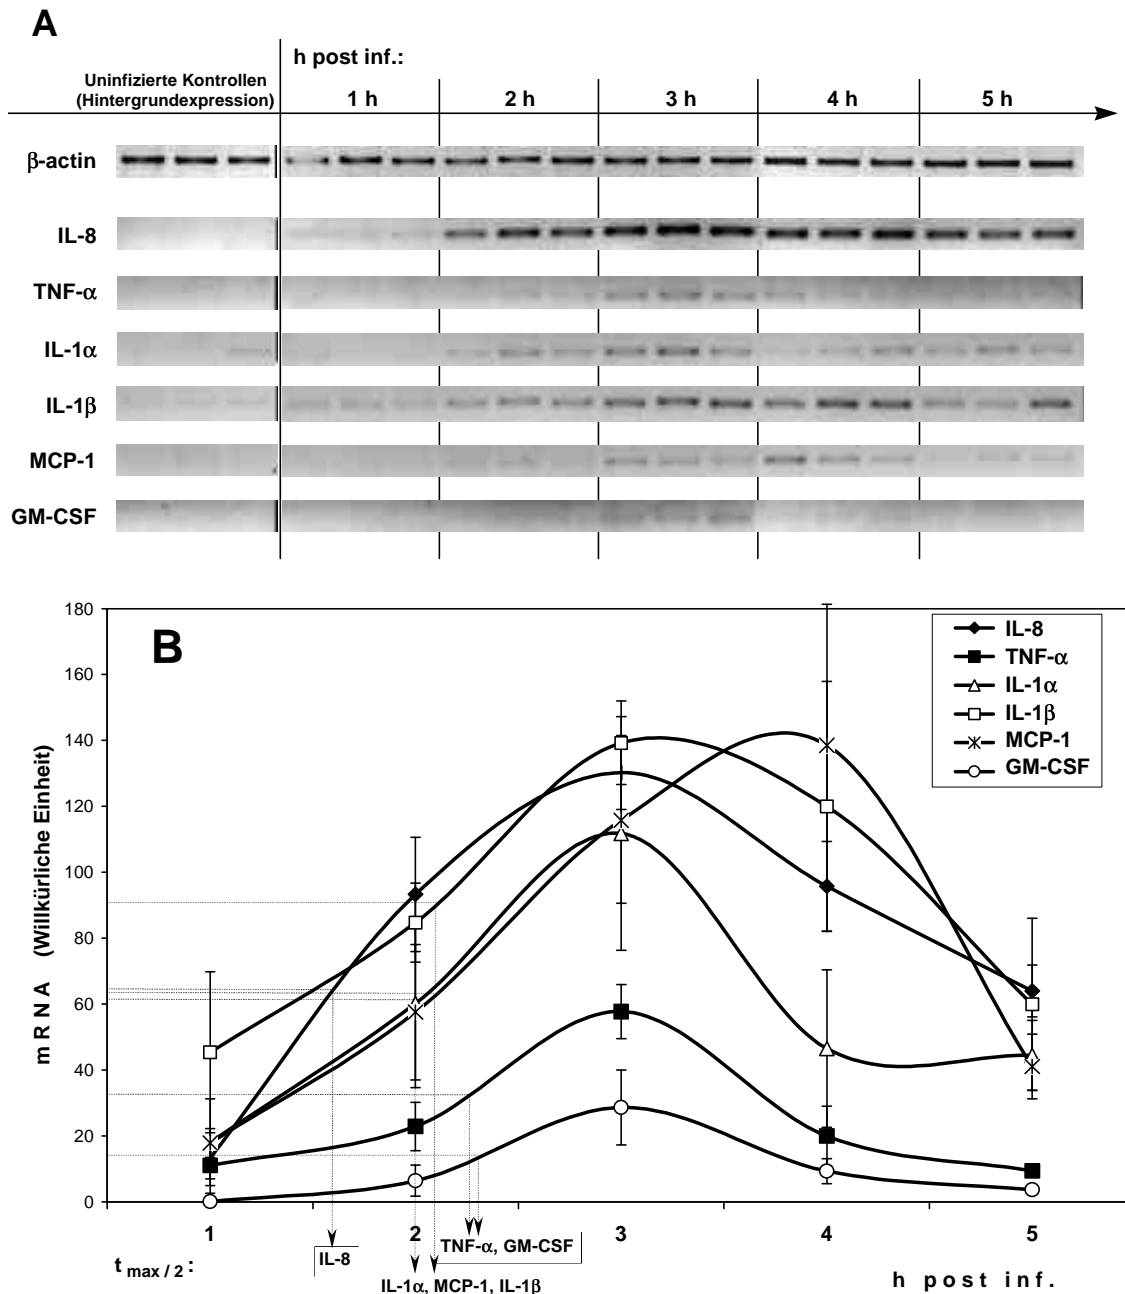 A
h post inf.:
Uninfizierte Kontrollen
(Hintergrundexpression)
1 h 2 h 3 h 4 h 5 h
β-actin
IL-8
TNF-α
IL-1α
IL-1β
MCP-1
GM-CSF
B
mRNA (Willkürliche Einheit)
180
160
140
120
100
80
60
40
20
0
IL-8
TNF-α
IL-1α
IL-1β
MCP-1
GM-CSF
1 2 3 4 5
t max / 2 :
IL-8
TNF-α, GM-CSF
IL-1α, MCP-1, IL-1β
h post inf.